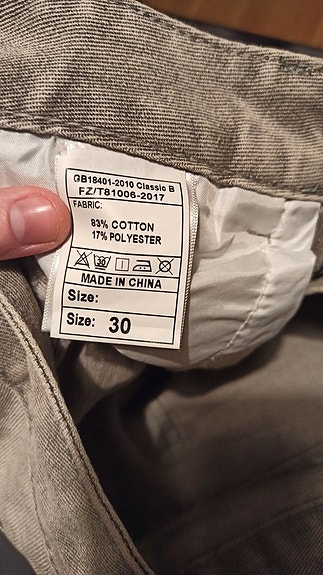 GB18401-2010 Classic B
FZ/T81006-2017
FABRIC:
83% COTTON
17% POLYESTER
MADE IN CHINA
Size:
Size: 30